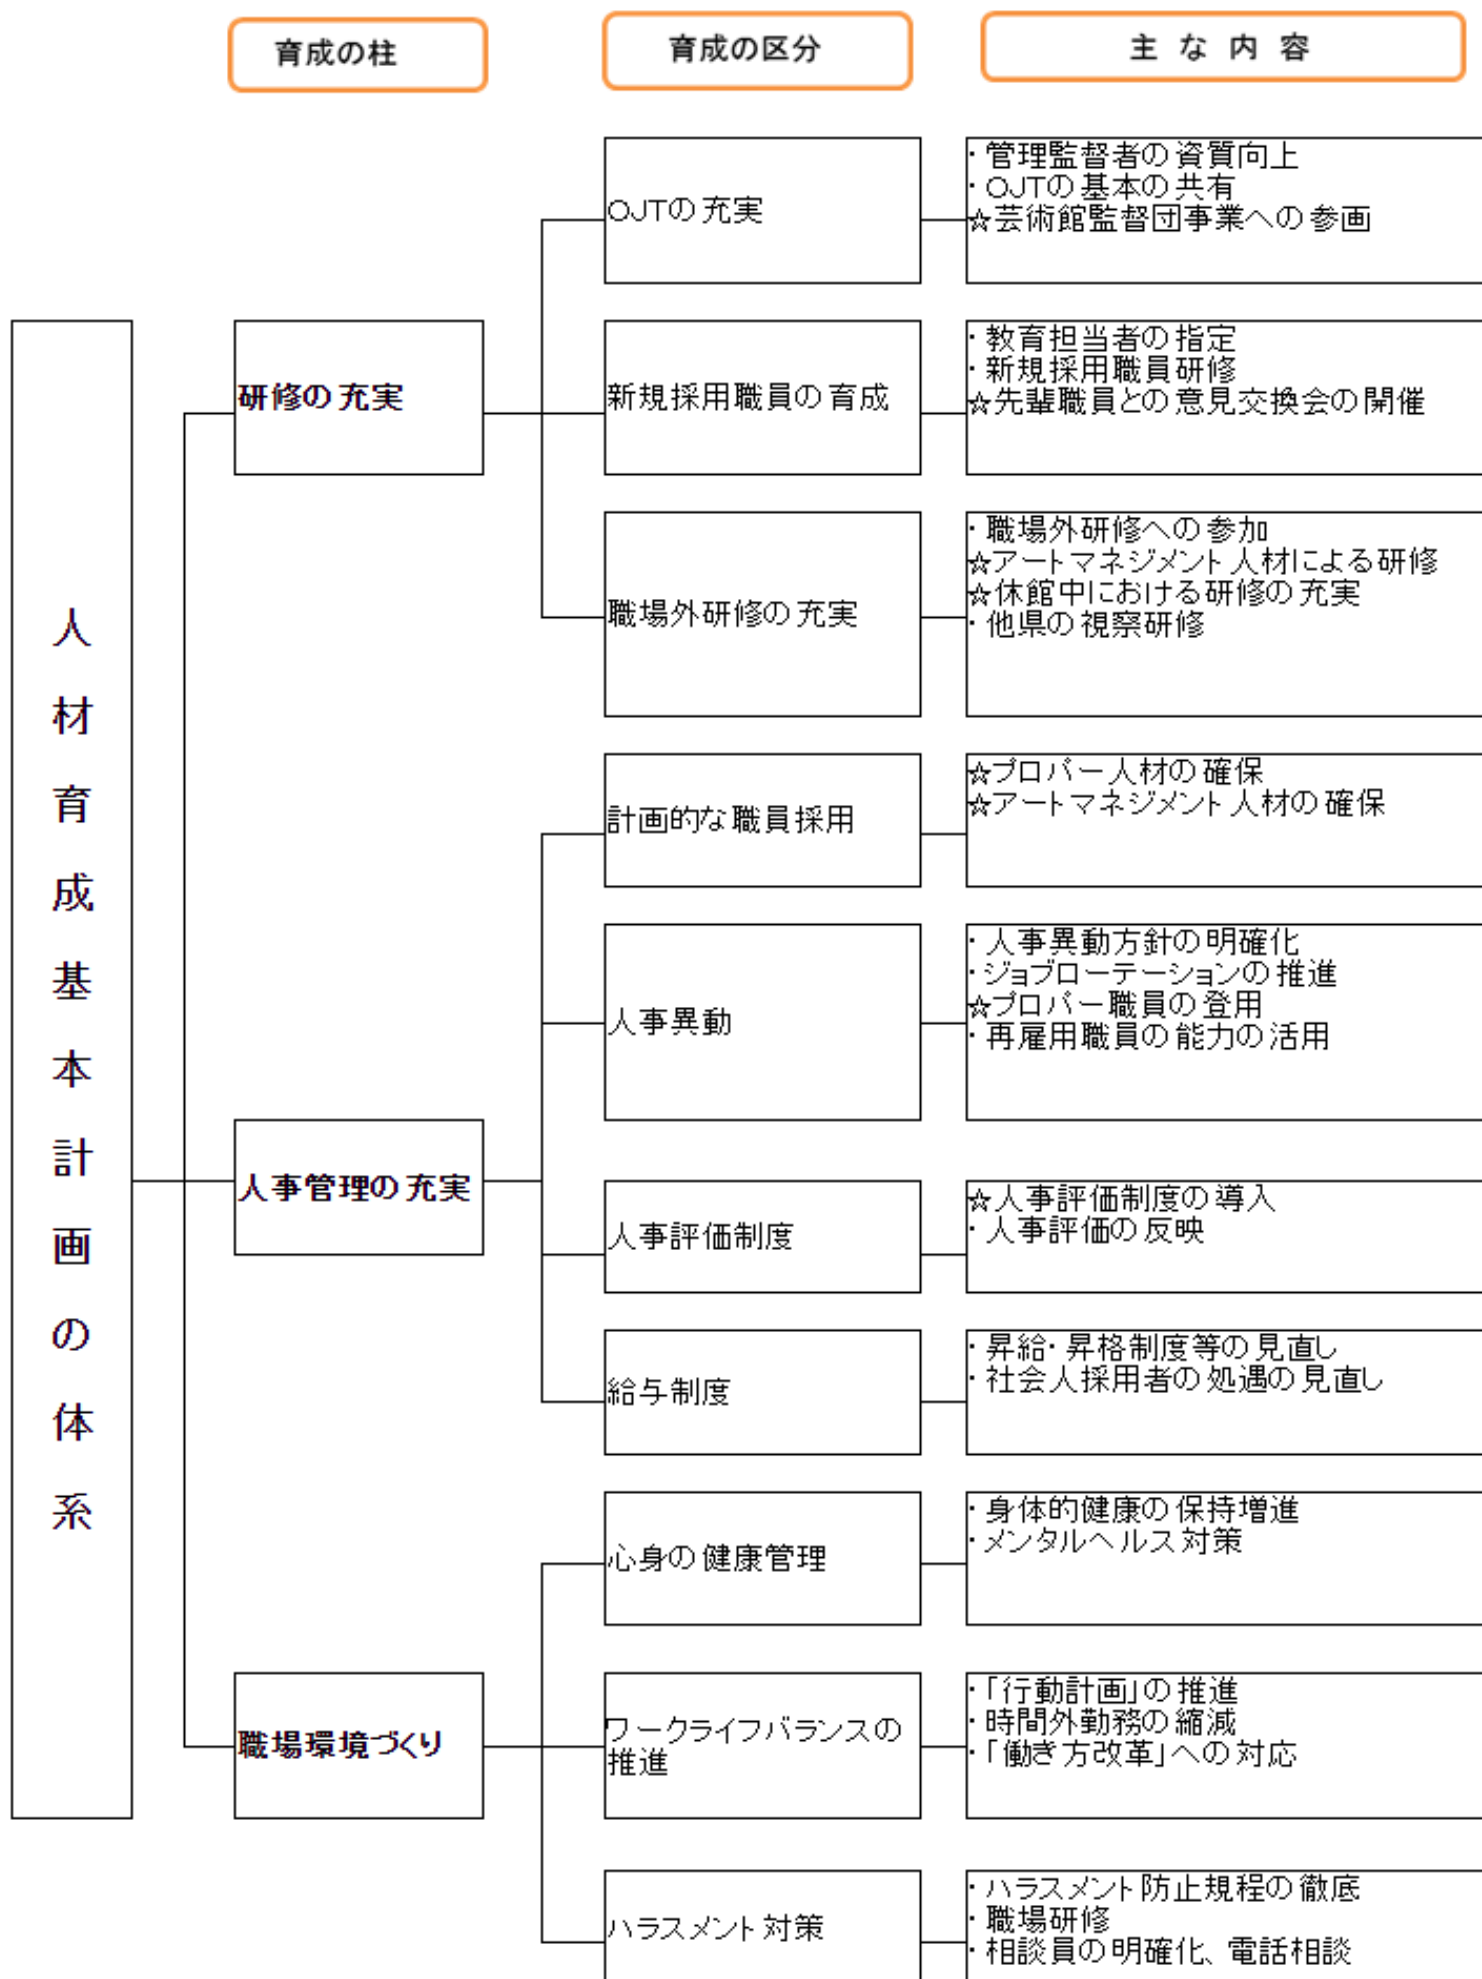 育成の柱
育成の区分
主な内容
人材育成基本計画の体系
研修の充実
OJTの充実
・管理監督者の資質向上
・OJTの基本の共有
☆芸術館監督団事業への参画
新規採用職員の育成
・教育担当者の指定
・新規採用職員研修
☆先輩職員との意見交換会の開催
職場外研修の充実
・職場外研修への参加
☆アートマネジメント人材による研修
☆休館中における研修の充実
・他県の視察研修
人事管理の充実
計画的な職員採用
☆プロパー人材の確保
☆アートマネジメント人材の確保
人事異動
・人事異動方針の明確化
・ジョブローテーションの推進
☆プロパー職員の登用
・再雇用職員の能力の活用
人事評価制度
☆人事評価制度の導入
・人事評価の反映
給与制度
・昇給・昇格制度等の見直し
・社会人採用者の処遇の見直し
職場環境づくり
心身の健康管理
・身体的健康の保持増進
・メンタルヘルス対策
ワークライフバランスの
推進
・「行動計画」の推進
・時間外勤務の縮減
・「働き方改革」への対応
ハラスメント対策
・ハラスメント防止規程の徹底
・職場研修
・相談員の明確化、電話相談